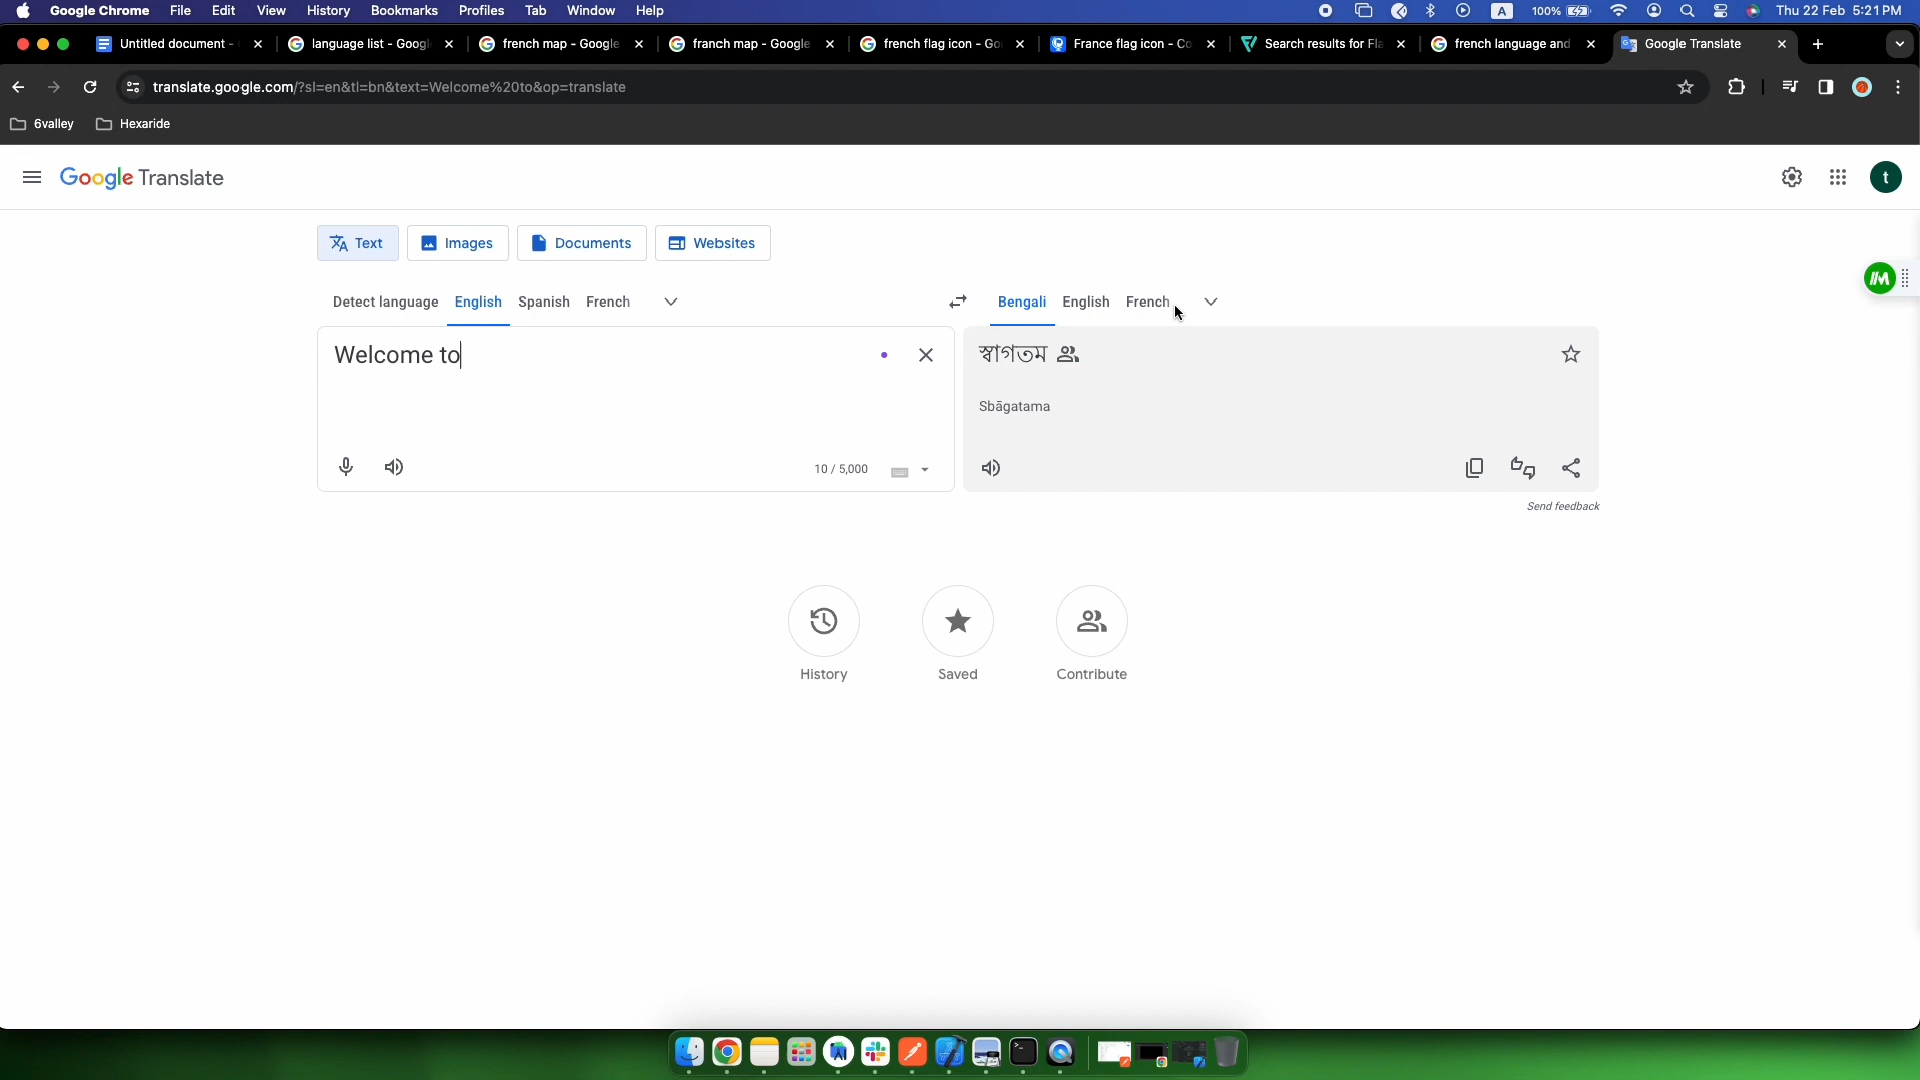 Google Chrome File Edit View History Bookmarks Profiles Tab Window Help A 100% Thu 22 Feb 5:21 PM
Untitled document - language list - Googl french map - Google franch map - Google french flag icon - Go France flag icon - Co Search results for Fla french language and Google Translate
translate.google.com/?sl=en&tl=bn&text=Welcome%20to&op=translate
6valley Hexaride
Google Translate t
Text Images Documents Websites
Detect language English Spanish French Bengali English French
Welcome to স্বাগতম
Sbāgatama
10 / 5,000
Send feedback
History Saved Contribute